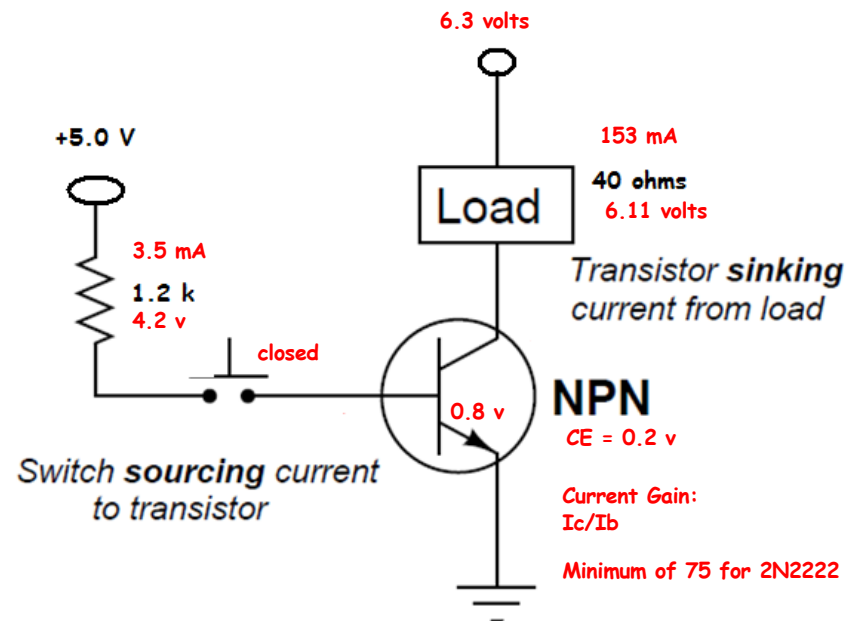 6.3 volts
+5.0 V
153 mA
40 ohms
Load
6.11 volts
3.5 mA
1.2 k
4.2 v
Transistor sinking
current from load
closed
0.8 v
NPN
CE = 0.2 v
Switch sourcing current
to transistor
Current Gain:
Ic/Ib
Minimum of 75 for 2N2222